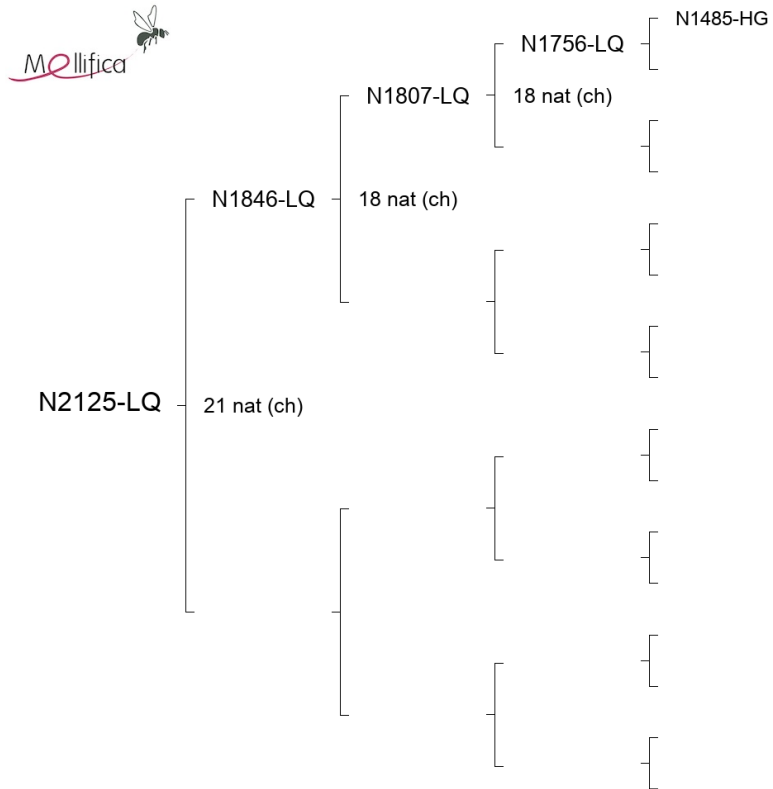 Mellifica
N1485-HG
N1756-LQ
N1807-LQ
18 nat (ch)
N1846-LQ
18 nat (ch)
N2125-LQ
21 nat (ch)